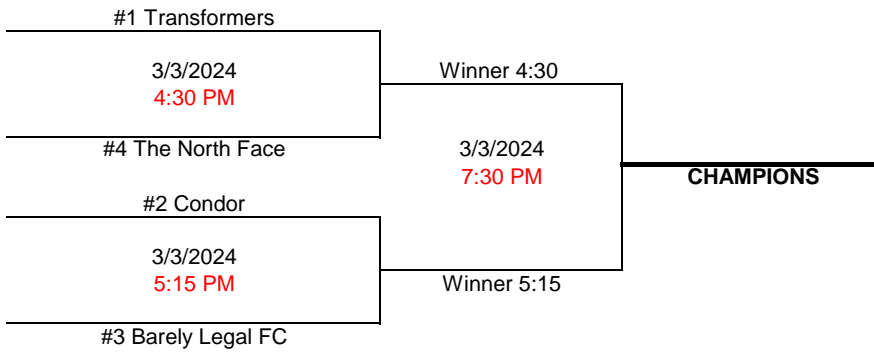 #1 Transformers
3/3/2024
4:30 PM
Winner 4:30
#4 The North Face
3/3/2024
7:30 PM
CHAMPIONS
#2 Condor
3/3/2024
5:15 PM
Winner 5:15
#3 Barely Legal FC